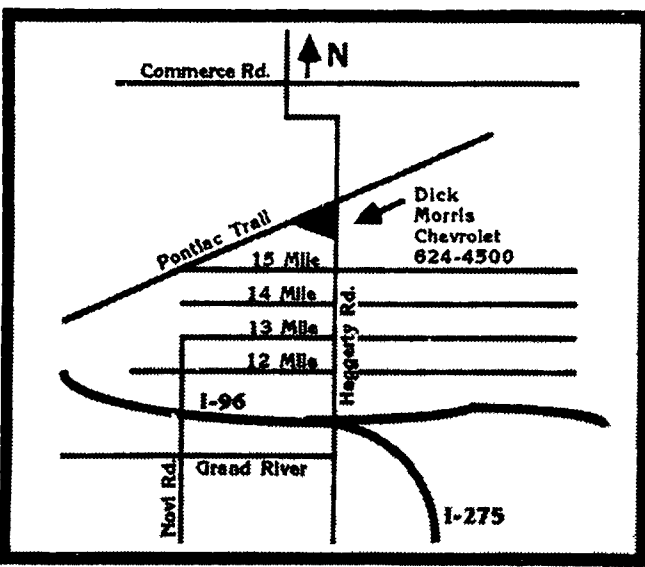 N
Commerce Rd.
Dick
Morris
Chevrolet
624-4500
Pontiac Trail
15 Mile
14 Mile
13 Mile
12 Mile
Haggerty Rd.
I-96
Grand River
Novi Rd.
I-275